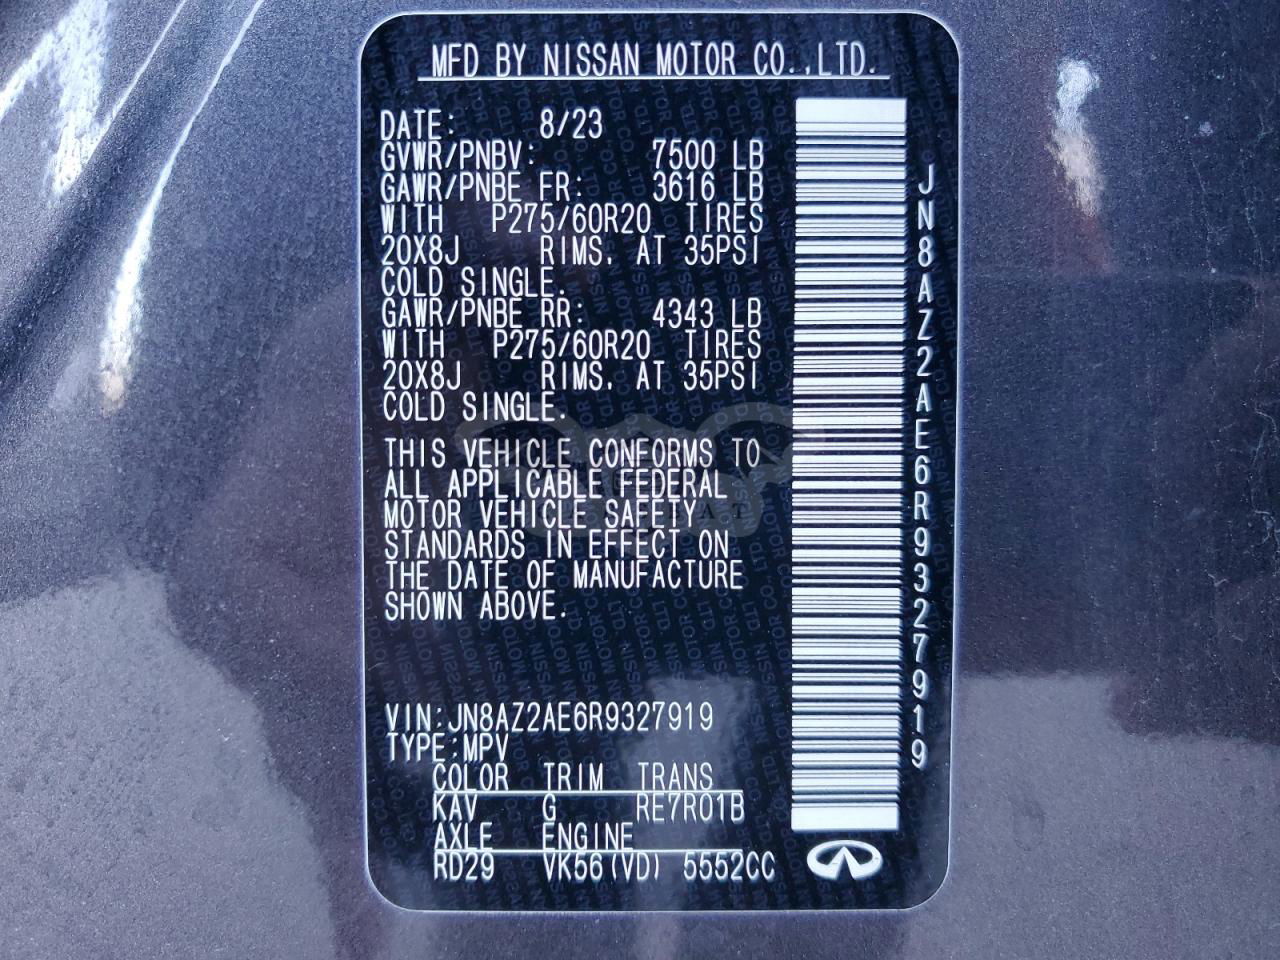 MFD BY NISSAN MOTOR CO.,LTD.
DATE: 8/23
GVWR/PNBV: 7500 LB
GAWR/PNBE FR: 3616 LB
WITH P275/60R20 TIRES
20X8J RIMS, AT 35PSI
COLD SINGLE.
GAWR/PNBE RR: 4343 LB
WITH P275/60R20 TIRES
20X8J RIMS, AT 35PSI
COLD SINGLE.
THIS VEHICLE CONFORMS TO
ALL APPLICABLE FEDERAL
MOTOR VEHICLE SAFETY
STANDARDS IN EFFECT ON
THE DATE OF MANUFACTURE
SHOWN ABOVE.
VIN:JN8AZ2AE6R9327919
TYPE:MPV
COLOR TRIM TRANS
KAV G RE7R01B
AXLE ENGINE
RD29 VK56(VD) 5552CC
JN8AZ2AE6R9327919